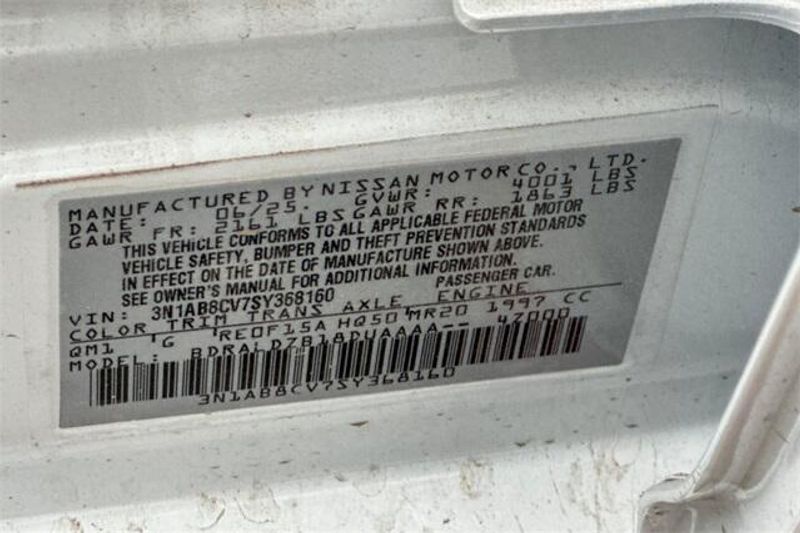 MANUFACTURED BY NISSAN MOTOR CO., LTD.
DATE: 06/25. GVWR: 4001 LBS
GAWR FR: 2161 LBS GAWR RR: 1863 LBS
THIS VEHICLE CONFORMS TO ALL APPLICABLE FEDERAL MOTOR
VEHICLE SAFETY, BUMPER AND THEFT PREVENTION STANDARDS
IN EFFECT ON THE DATE OF MANUFACTURE SHOWN ABOVE.
SEE OWNER'S MANUAL FOR ADDITIONAL INFORMATION.
VIN: 3N1AB8CV7SY368160 PASSENGER CAR.
COLOR TRIM TRANS AXLE ENGINE
QM1 G RE0F15A HQ50 MR20 1997 CC
MODEL: BDRALDZB18DUAAAA-- 47000
3N1AB8CV7SY368160